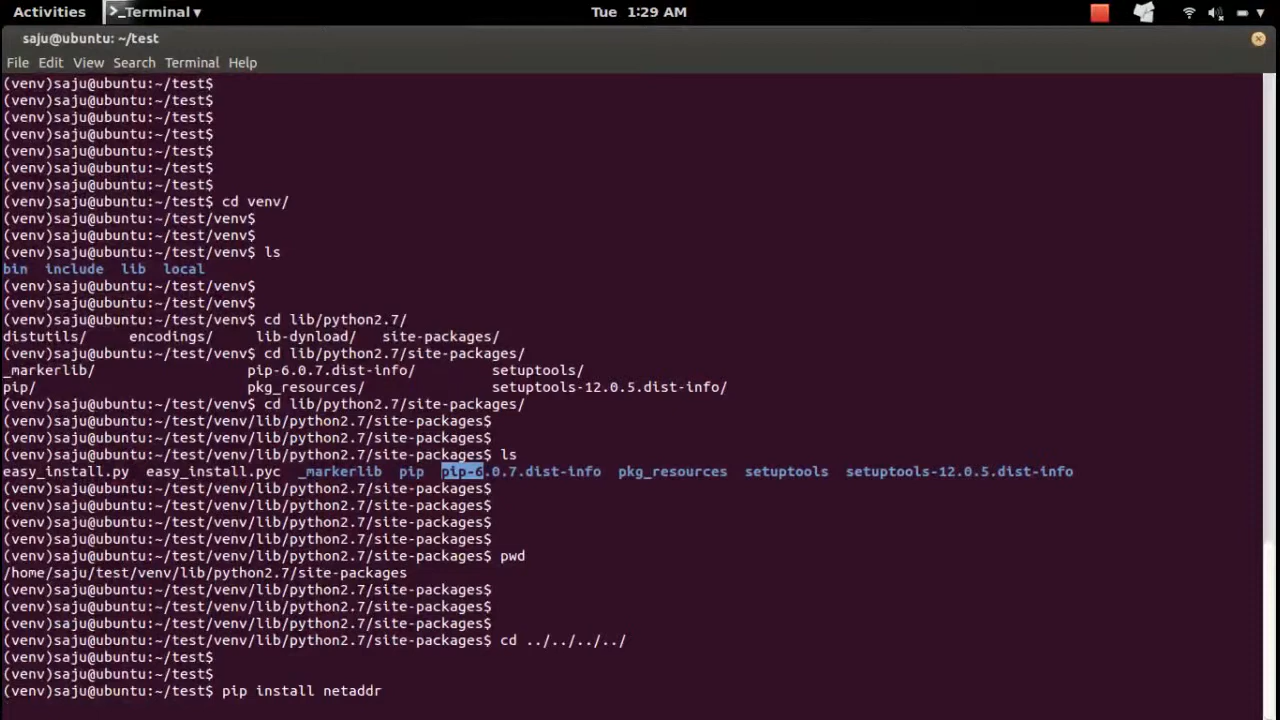 Activities >_Terminal ▾ Tue 1:29 AM
saju@ubuntu: ~/test
File Edit View Search Terminal Help
(venv)saju@ubuntu:~/test$
(venv)saju@ubuntu:~/test$
(venv)saju@ubuntu:~/test$
(venv)saju@ubuntu:~/test$
(venv)saju@ubuntu:~/test$
(venv)saju@ubuntu:~/test$
(venv)saju@ubuntu:~/test$
(venv)saju@ubuntu:~/test$ cd venv/
(venv)saju@ubuntu:~/test/venv$
(venv)saju@ubuntu:~/test/venv$
(venv)saju@ubuntu:~/test/venv$ ls
bin include lib local
(venv)saju@ubuntu:~/test/venv$
(venv)saju@ubuntu:~/test/venv$
(venv)saju@ubuntu:~/test/venv$ cd lib/python2.7/
distutils/ encodings/ lib-dynload/ site-packages/
(venv)saju@ubuntu:~/test/venv$ cd lib/python2.7/site-packages/
_markerlib/ pip-6.0.7.dist-info/ setuptools/
pip/ pkg_resources/ setuptools-12.0.5.dist-info/
(venv)saju@ubuntu:~/test/venv$ cd lib/python2.7/site-packages/
(venv)saju@ubuntu:~/test/venv/lib/python2.7/site-packages$
(venv)saju@ubuntu:~/test/venv/lib/python2.7/site-packages$
(venv)saju@ubuntu:~/test/venv/lib/python2.7/site-packages$ ls
easy_install.py easy_install.pyc _markerlib pip pip-6.0.7.dist-info pkg_resources setuptools setuptools-12.0.5.dist-info
(venv)saju@ubuntu:~/test/venv/lib/python2.7/site-packages$
(venv)saju@ubuntu:~/test/venv/lib/python2.7/site-packages$
(venv)saju@ubuntu:~/test/venv/lib/python2.7/site-packages$
(venv)saju@ubuntu:~/test/venv/lib/python2.7/site-packages$
(venv)saju@ubuntu:~/test/venv/lib/python2.7/site-packages$ pwd
/home/saju/test/venv/lib/python2.7/site-packages
(venv)saju@ubuntu:~/test/venv/lib/python2.7/site-packages$
(venv)saju@ubuntu:~/test/venv/lib/python2.7/site-packages$
(venv)saju@ubuntu:~/test/venv/lib/python2.7/site-packages$
(venv)saju@ubuntu:~/test/venv/lib/python2.7/site-packages$ cd ../../../../
(venv)saju@ubuntu:~/test$
(venv)saju@ubuntu:~/test$
(venv)saju@ubuntu:~/test$ pip install netaddr